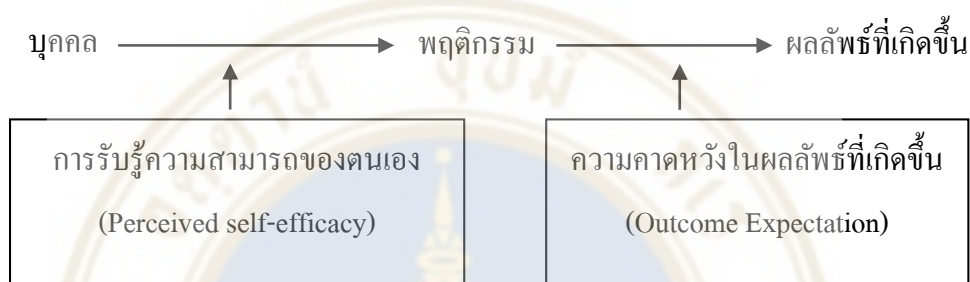 บุคคล พฤติกรรม ผลลัพธ์ที่เกิดขึ้น
การรับรู้ความสามารถของตนเอง ความคาดหวังในผลลัพธ์ที่เกิดขึ้น
(Perceived self-efficacy) (Outcome Expectation)